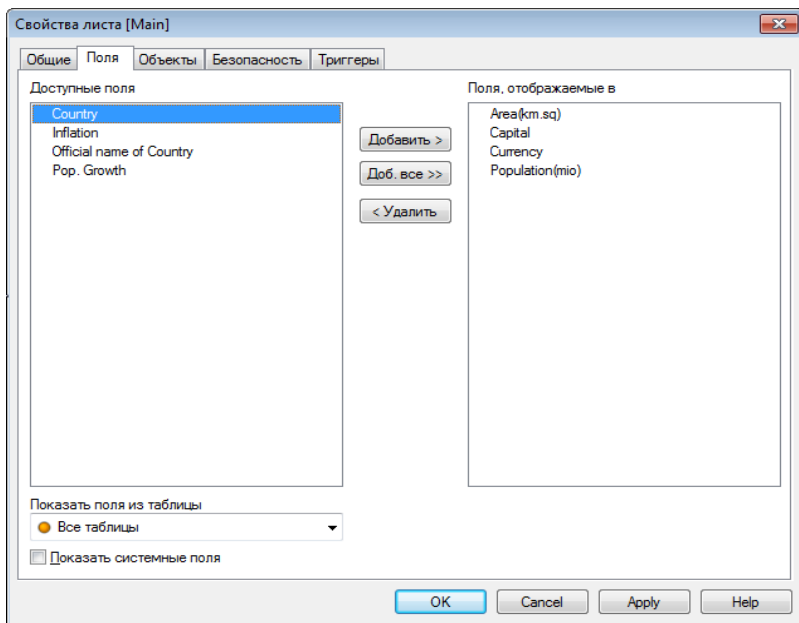 Свойства листа [Main]
Общие Поля Объекты Безопасность Триггеры
Доступные поля
Country
Inflation
Official name of Country
Pop. Growth
Добавить >
Доб. все >>
< Удалить
Поля, отображаемые в
Area(km.sq)
Capital
Currency
Population(mio)
Показать поля из таблицы
Все таблицы
Показать системные поля
OK Cancel Apply Help